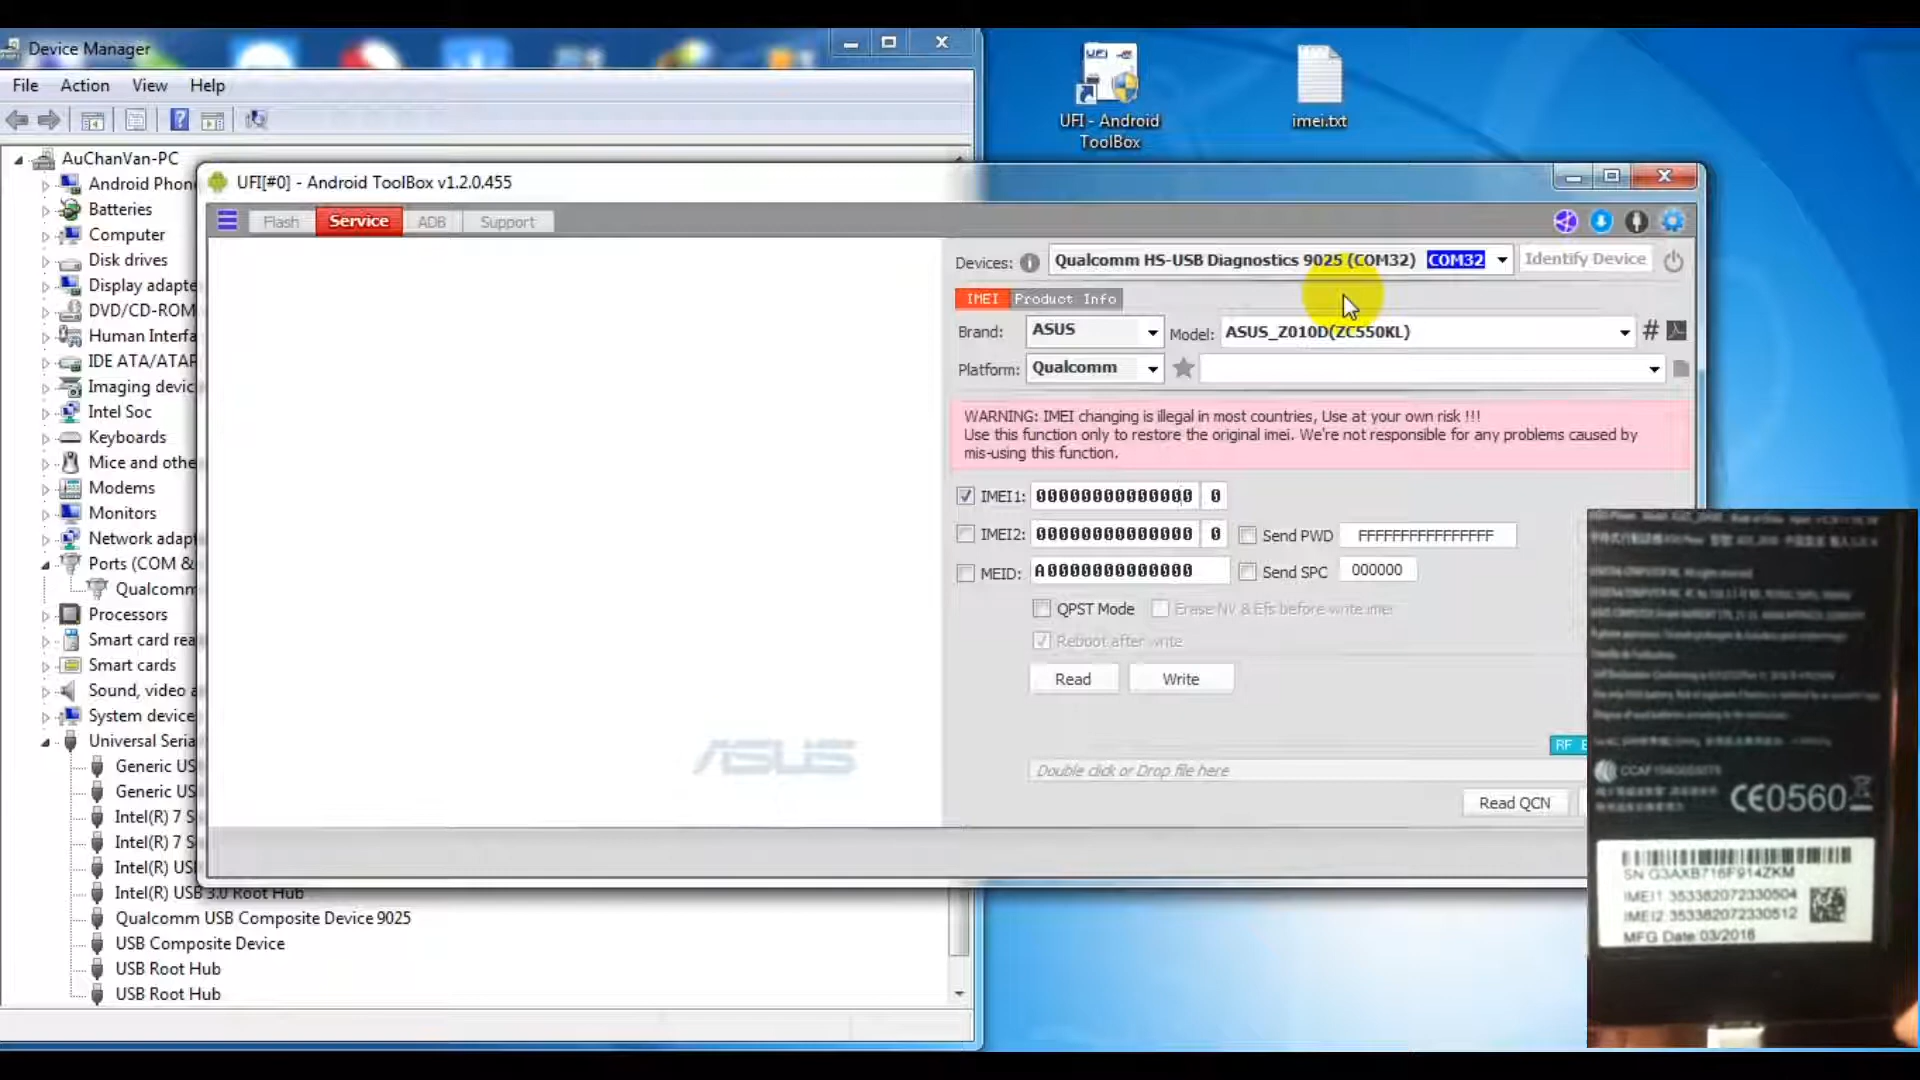 Device Manager
File Action View Help
AuChanVan-PC
Android Phon
Batteries
Computer
Disk drives
Display adapte
DVD/CD-ROM
Human Interfa
IDE ATA/ATAP
Imaging devic
Intel Soc
Keyboards
Mice and othe
Modems
Monitors
Network adapt
Ports (COM &
Qualcomm
Processors
Smart card rea
Smart cards
Sound, video a
System device
Universal Seria
Generic US
Generic US
Intel(R) 7 S
Intel(R) 7 S
Intel(R) USB
Intel(R) USB 3.0 Root Hub
Qualcomm USB Composite Device 9025
USB Composite Device
USB Root Hub
USB Root Hub
UFI
UFI - Android
ToolBox
imei.txt
UFI[#0] - Android ToolBox v1.2.0.455
Flash Service ADB Support
Devices: Qualcomm HS-USB Diagnostics 9025 (COM32) COM32 Identify Device
IMEI Product Info
Brand: ASUS Model: ASUS_Z010D(ZC550KL) #
Platform: Qualcomm
WARNING: IMEI changing is illegal in most countries, Use at your own risk !!!
Use this function only to restore the original imei. We're not responsible for any problems caused by
mis-using this function.
IMEI1: 00000000000000 0
IMEI2: 00000000000000 0 Send PWD FFFFFFFFFFFFFFFF
MEID: A0000000000000 Send SPC 000000
QPST Mode Erase NV & Efs before write imei
Reboot after write
Read Write
ASUS
RF
Double click or Drop file here
Read QCN
CE0560
SN G3AXB716F914ZKM
IMEI1 353382072330504
IMEI2 353382072330512
MFG Date:03/2016